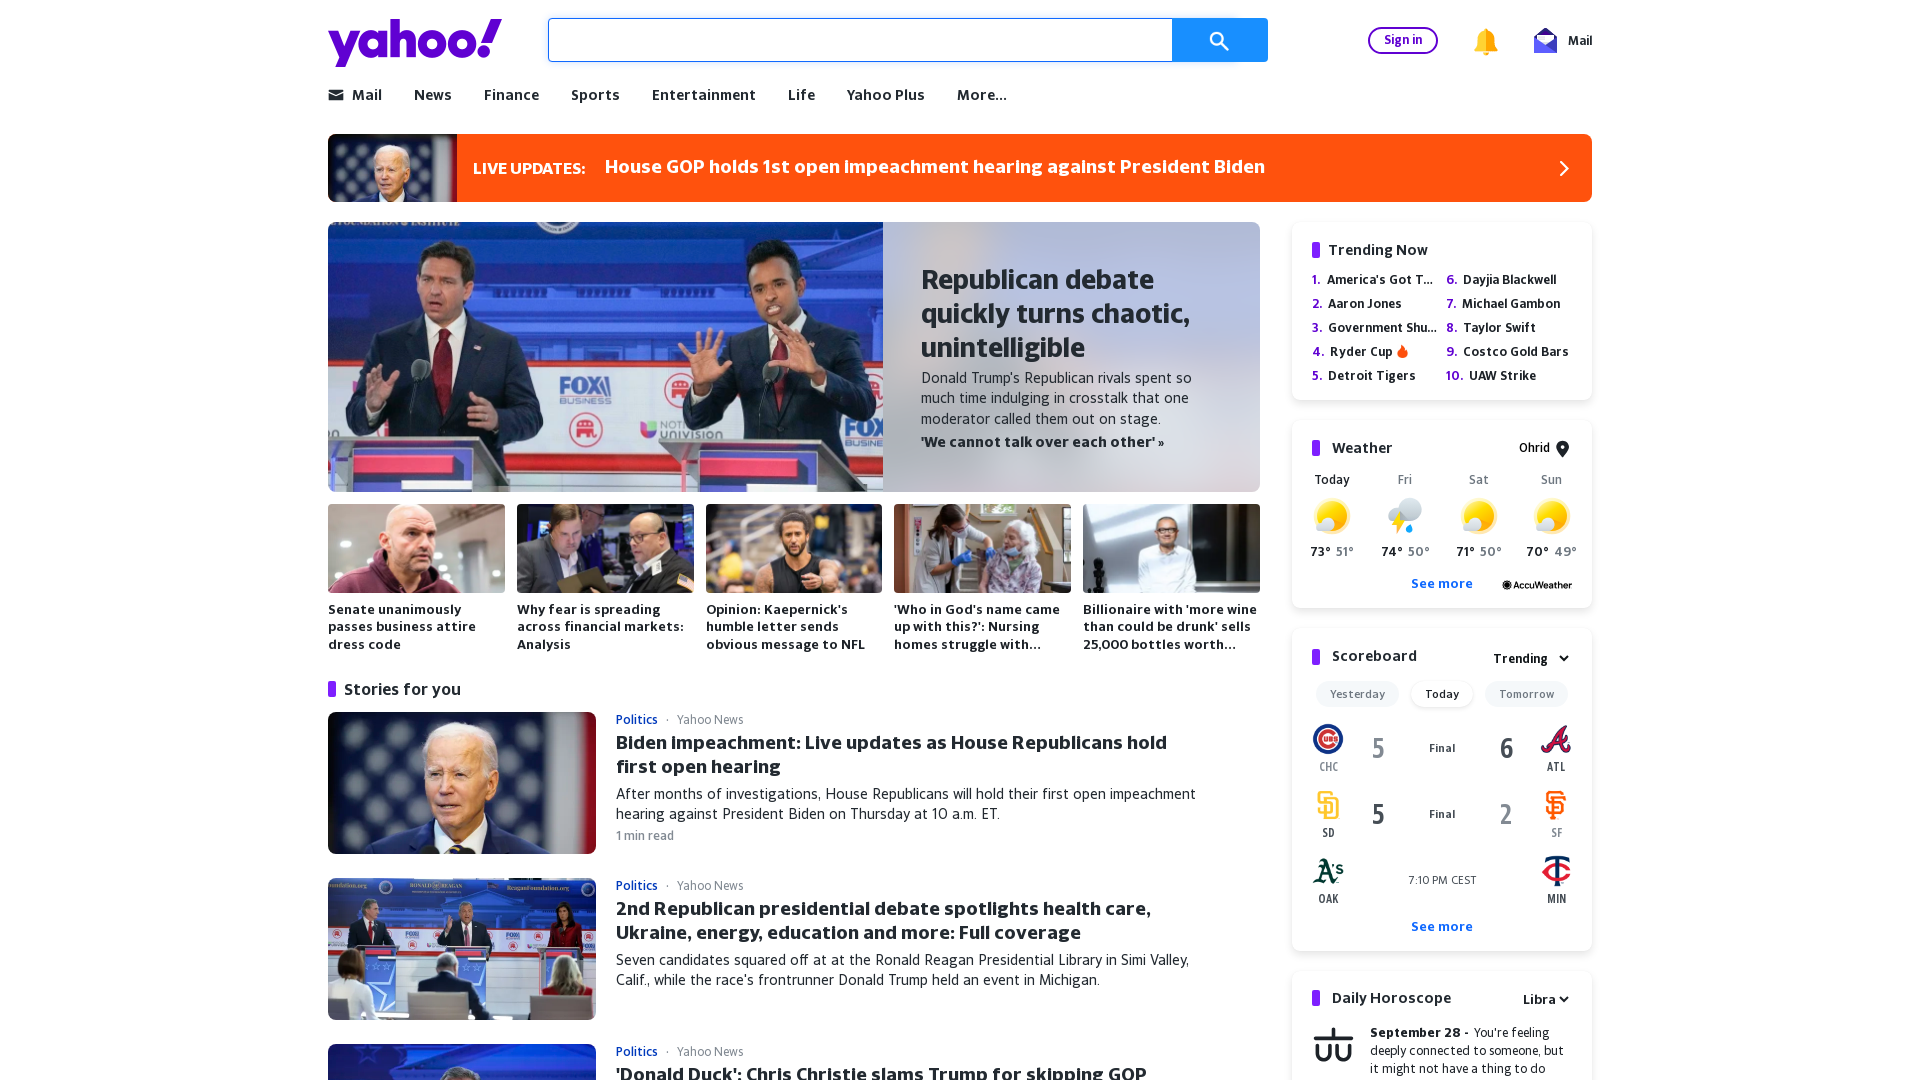 yahoo!
Sign in
Mail
Mail
News
Finance
Sports
Entertainment
Life
Yahoo Plus
More...
LIVE UPDATES: House GOP holds 1st open impeachment hearing against President Biden
Republican debate
quickly turns chaotic,
unintelligible
Donald Trump's Republican rivals spent so
much time indulging in crosstalk that one
moderator called them out on stage.
'We cannot talk over each other' »
FOX
BUSINESS
UNIVISION
Senate unanimously
passes business attire
dress code
Why fear is spreading
across financial markets:
Analysis
Opinion: Kaepernick's
humble letter sends
obvious message to NFL
'Who in God's name came
up with this?': Nursing
homes struggle with...
Billionaire with 'more wine
than could be drunk' sells
25,000 bottles worth...
Stories for you
Politics · Yahoo News
Biden impeachment: Live updates as House Republicans hold
first open hearing
After months of investigations, House Republicans will hold their first open impeachment
hearing against President Biden on Thursday at 10 a.m. ET.
1 min read
Politics · Yahoo News
2nd Republican presidential debate spotlights health care,
Ukraine, energy, education and more: Full coverage
Seven candidates squared off at at the Ronald Reagan Presidential Library in Simi Valley,
Calif., while the race's frontrunner Donald Trump held an event in Michigan.
Politics · Yahoo News
'Donald Duck': Chris Christie slams Trump for skipping GOP
Trending Now
1. America's Got T...
2. Aaron Jones
3. Government Shu...
4. Ryder Cup
5. Detroit Tigers
6. Dayjia Blackwell
7. Michael Gambon
8. Taylor Swift
9. Costco Gold Bars
10. UAW Strike
Weather
Ohrid
Today Fri Sat Sun
73° 51° 74° 50° 71° 50° 70° 49°
See more
AccuWeather
Scoreboard
Trending
Yesterday Today Tomorrow
5 Final 6
CHC ATL
5 Final 2
SD SF
7:10 PM CEST
OAK MIN
See more
Daily Horoscope
Libra
September 28 - You're feeling
deeply connected to someone, but
it might not have a thing to do